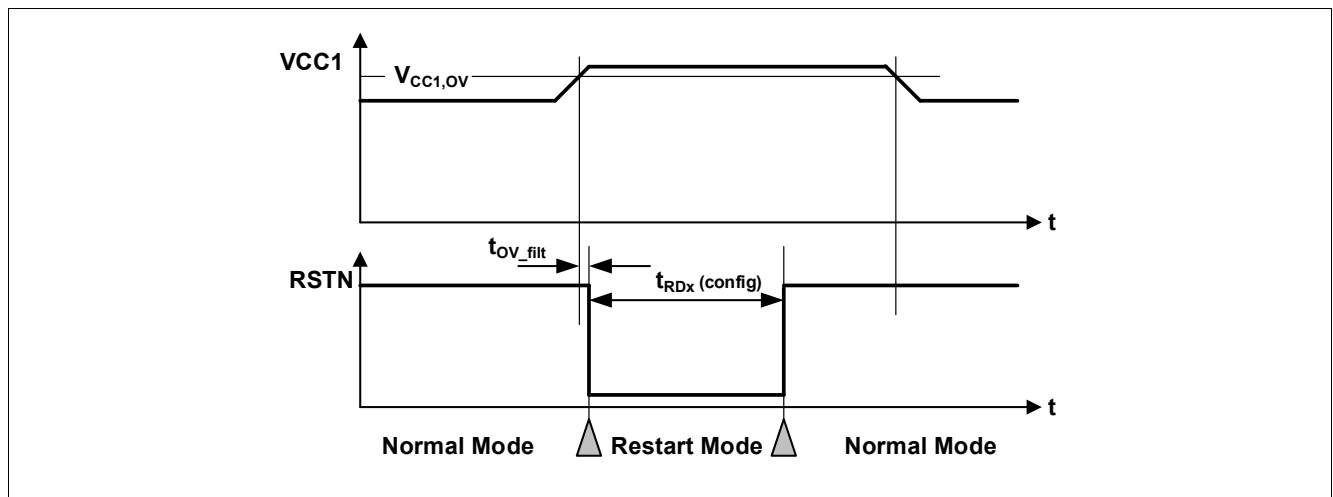 VCC1
VCC1,OV
t
tOV_filt
RSTN
tRDx (config)
t
Normal Mode
Restart Mode
Normal Mode